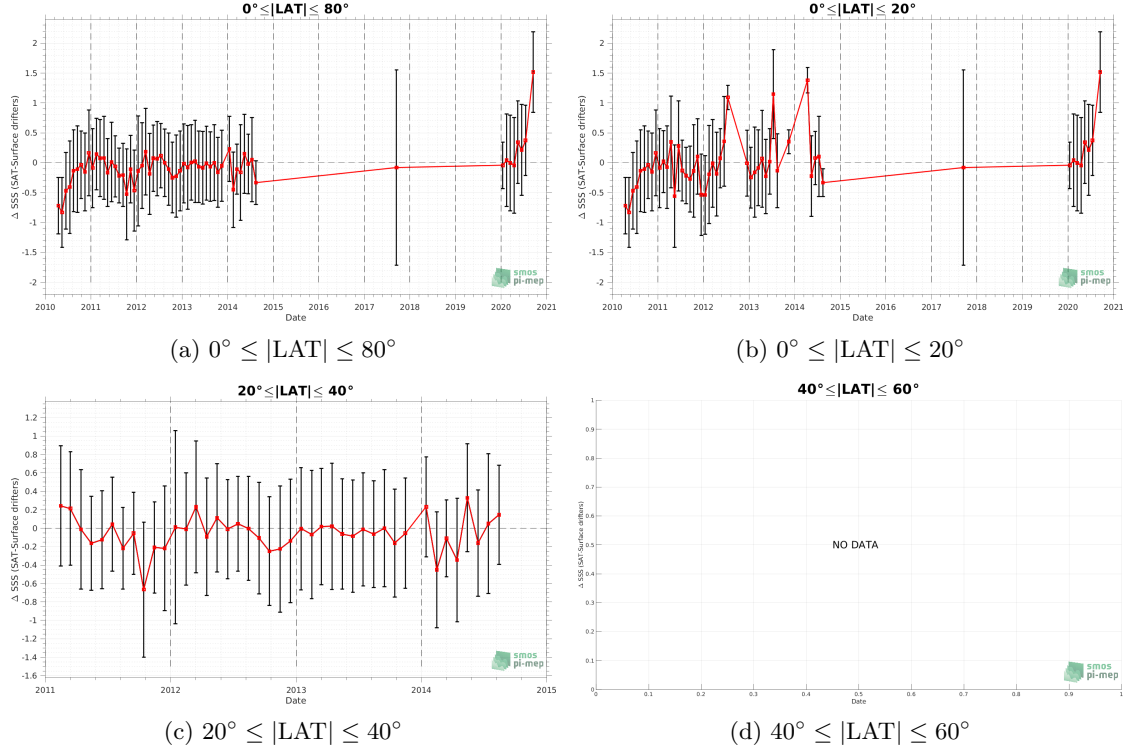 0°≤|LAT|≤ 80°
Δ SSS (SAT-Surface drifters)
2
1.5
1
0.5
0
-0.5
-1
-1.5
-2
2010 2011 2012 2013 2014 2015 2016 2017 2018 2019 2020 2021
Date
smos
pi-mep
(a) 0° ≤ |LAT| ≤ 80°
0°≤|LAT|≤ 20°
Δ SSS (SAT-Surface drifters)
2
1.5
1
0.5
0
-0.5
-1
-1.5
-2
2010 2011 2012 2013 2014 2015 2016 2017 2018 2019 2020 2021
Date
smos
pi-mep
(b) 0° ≤ |LAT| ≤ 20°
20°≤|LAT|≤ 40°
Δ SSS (SAT-Surface drifters)
1.2
1
0.8
0.6
0.4
0.2
0
-0.2
-0.4
-0.6
-0.8
-1
-1.2
-1.4
-1.6
2011 2012 2013 2014 2015
Date
smos
pi-mep
(c) 20° ≤ |LAT| ≤ 40°
40°≤|LAT|≤ 60°
Δ SSS (SAT-Surface drifters)
1
0.9
0.8
0.7
0.6
0.5
0.4
0.3
0.2
0.1
0
NO DATA
0 0.1 0.2 0.3 0.4 0.5 0.6 0.7 0.8 0.9 1
Date
smos
pi-mep
(d) 40° ≤ |LAT| ≤ 60°